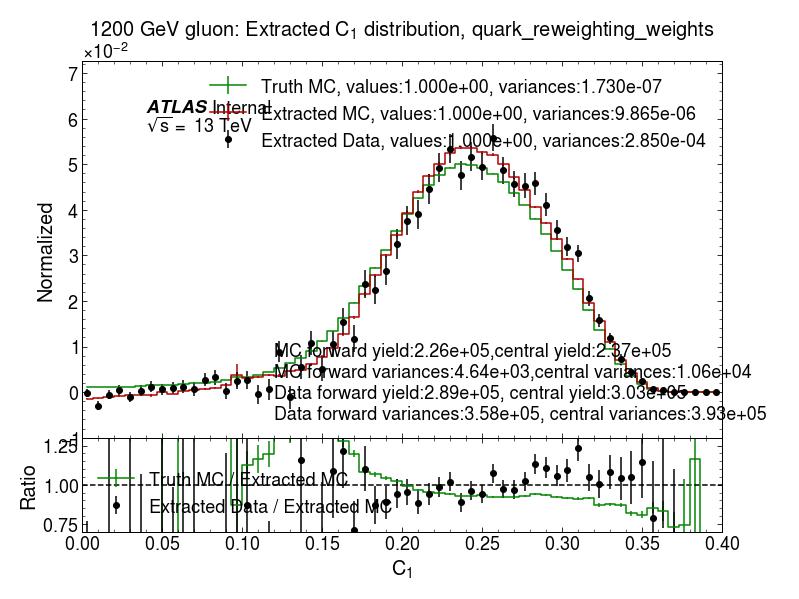 1200 GeV gluon: Extracted C1 distribution, quark_reweighting_weights
×10−2
Truth MC, values:1.000e+00, variances:1.730e-07
ATLAS Internal
Extracted MC, values:1.000e+00, variances:9.865e-06
√s = 13 TeV
Extracted Data, values:1.000e+00, variances:2.850e-04
7
6
5
4
3
2
1
0
Normalized
MC forward yield:2.26e+05,central yield:2.37e+05
MC forward variances:4.64e+03,central variances:1.06e+04
Data forward yield:2.89e+05, central yield:3.03e+05
Data forward variances:3.58e+05, central variances:3.93e+05
1.25
1.00
0.75
Ratio
Truth MC / Extracted MC
Extracted Data / Extracted MC
0.00 0.05 0.10 0.15 0.20 0.25 0.30 0.35 0.40
C1